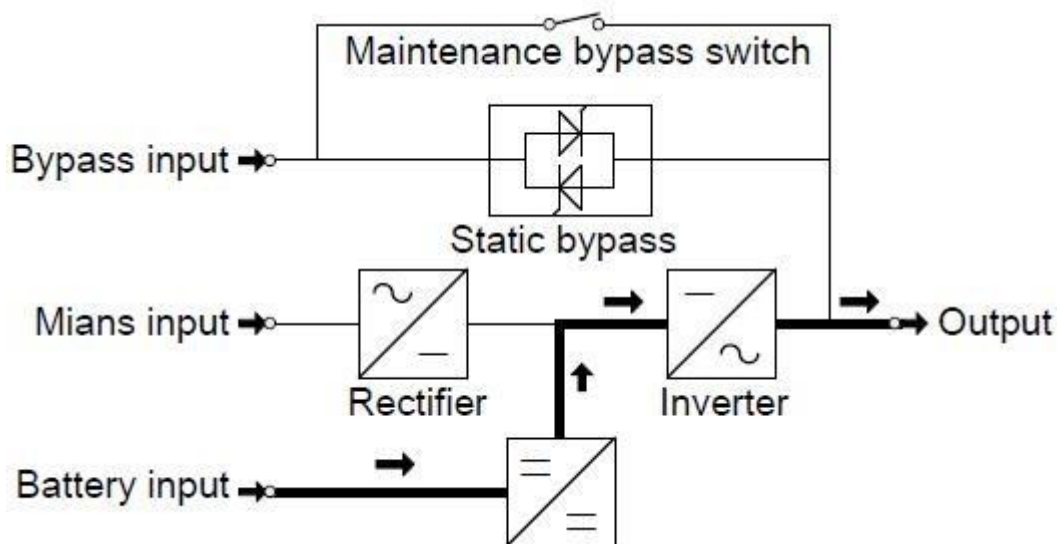 Maintenance bypass switch
Bypass input
Static bypass
Mians input
Output
Rectifier
Inverter
Battery input